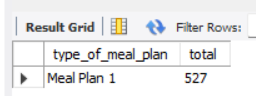 Result Grid Filter Rows:
type_of_meal_plan total
Meal Plan 1 527